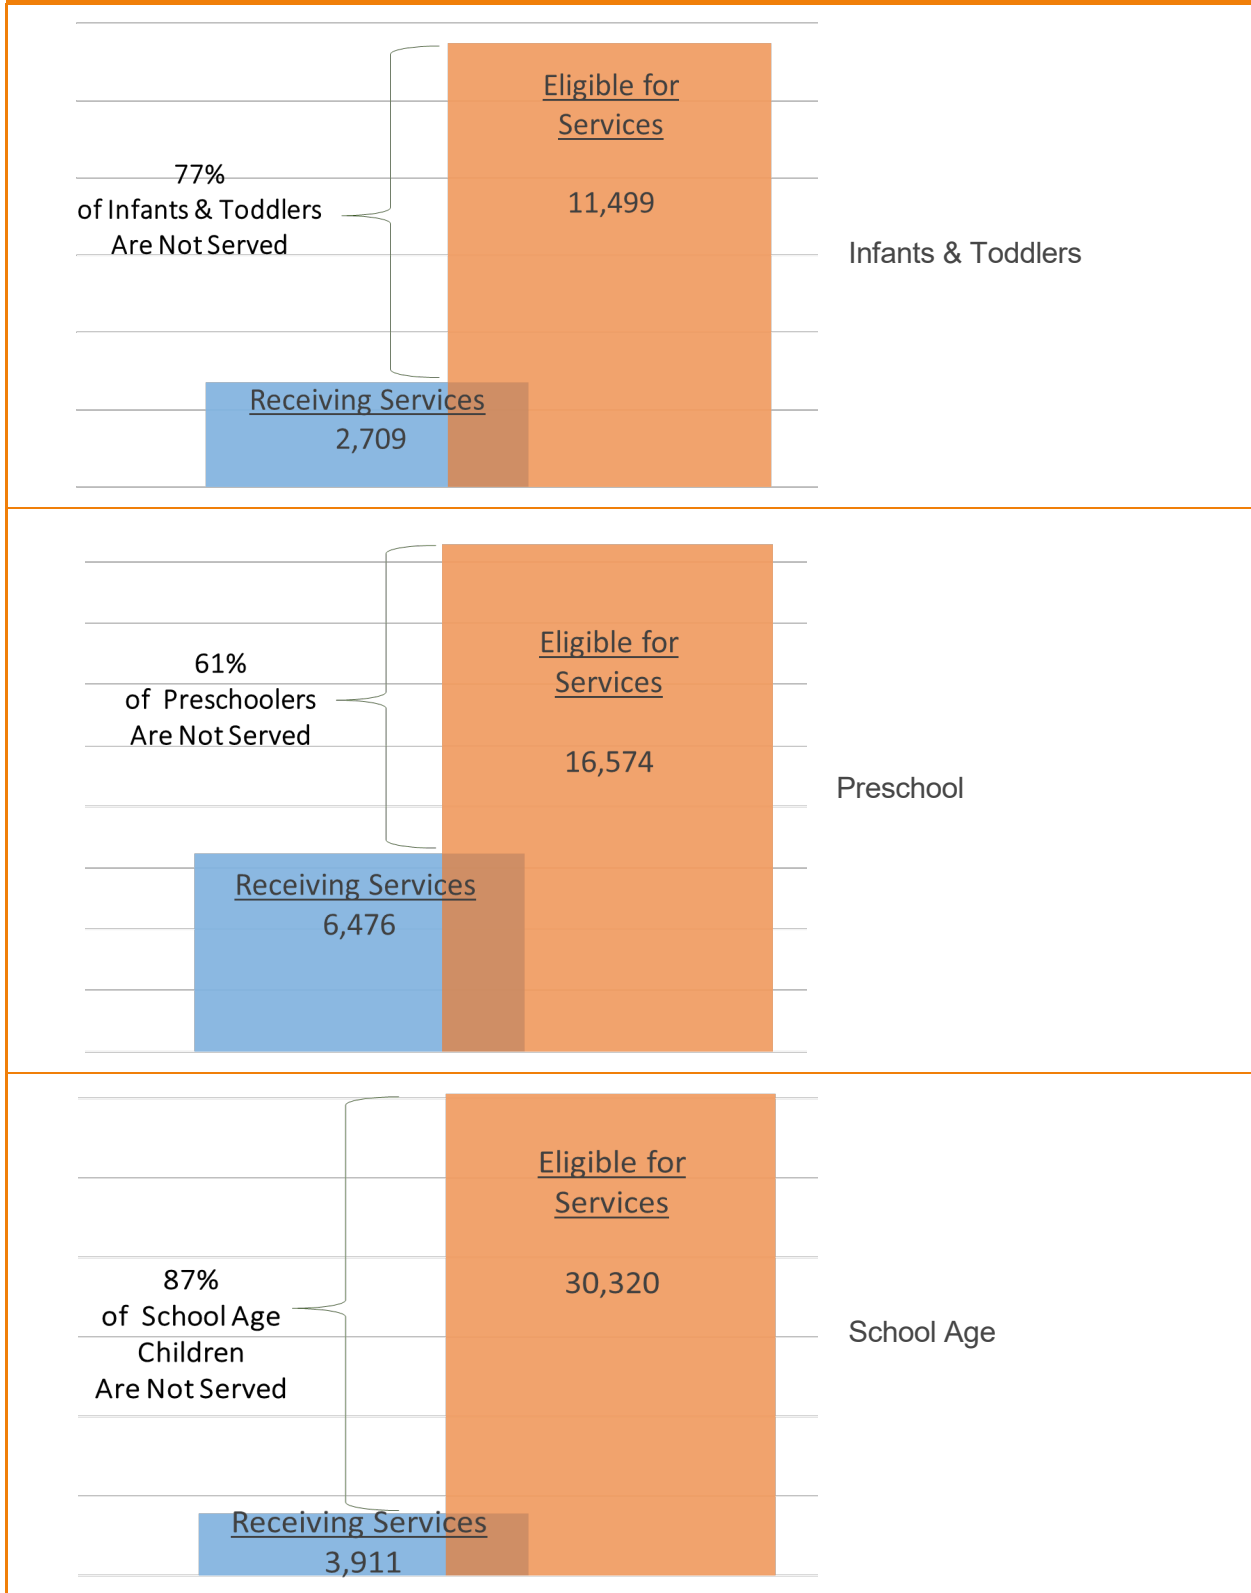 Eligible for
Services
11,499
77%
of Infants & Toddlers
Are Not Served
Infants & Toddlers
Receiving Services
2,709
Eligible for
Services
16,574
61%
of Preschoolers
Are Not Served
Preschool
Receiving Services
6,476
Eligible for
Services
30,320
87%
of School Age
Children
Are Not Served
School Age
Receiving Services
3,911